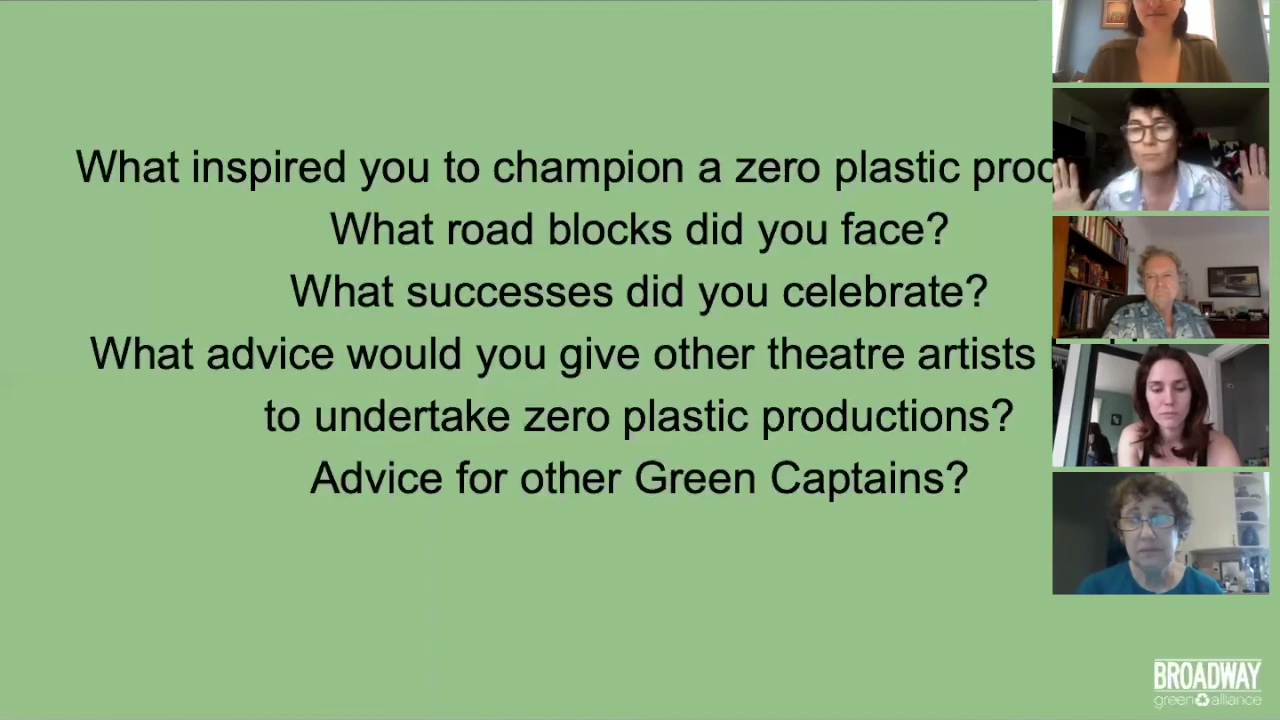 What inspired you to champion a zero plastic
What road blocks did you face?
What successes did you celebrate?
What advice would you give other theatre artists
to undertake zero plastic productions?
Advice for other Green Captains?
BROADWAY
green alliance